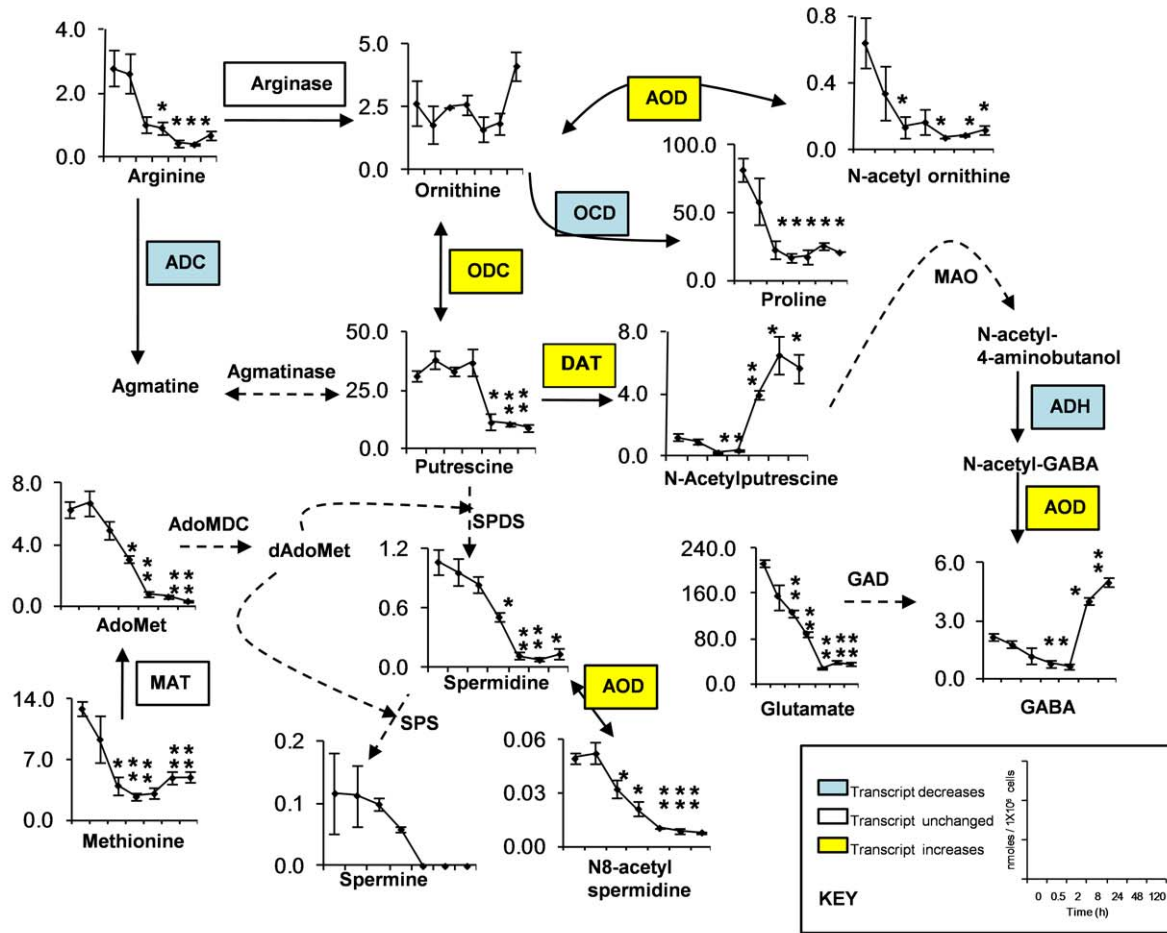 4.0
2.0
0.0
*
* * *
Arginine
Arginase
5.0
2.5
0.0
Ornithine
AOD
0.8
0.4
0.0
*
*
*
*
N-acetyl ornithine
ADC
ODC
OCD
100.0
50.0
0.0
* * * * *
Proline
MAO
Agmatine
Agmatinase
50.0
25.0
0.0
* * *
* *
Putrescine
DAT
8.0
4.0
0.0
* *
*
*
*
*
N-Acetylputrescine
N-acetyl-
4-aminobutanol
ADH
N-acetyl-GABA
AOD
8.0
4.0
0.0
*
*
*
* *
* *
AdoMet
AdoMDC
dAdoMet
SPDS
1.2
0.6
0.0
*
* *
* *
*
Spermidine
240.0
160.0
80.0
0.0
*
*
*
*
*
*
* *
* *
Glutamate
GAD
6.0
3.0
0.0
* *
*
*
*
GABA
MAT
14.0
7.0
0.0
* * *
* *
* *
* *
Methionine
SPS
AOD
0.2
0.1
0.0
Spermine
0.06
0.03
0.00
*
*
* * *
* * *
N8-acetyl
spermidine
Transcript decreases
Transcript unchanged
Transcript increases
KEY
nmoles / 1X10⁶ cells
0 0.5 2 8 24 48 120
Time (h)